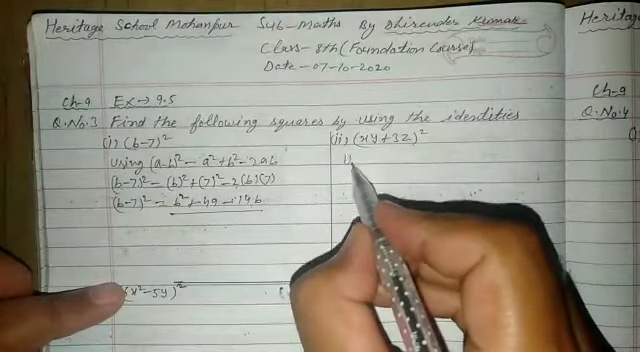 Heritage School Mohanpur Sub-Maths By Dhirender Kumar
Class-8th (Foundation Course)
Date-07-10-2020
Ch-9 Ex→9.5
Q.No.3 Find the following squares by using the identities
(i) (b-7)²
Using (a-b)² = a²+b²-2ab
(b-7)² = (b)²+(7)²-2(b)(7)
(b-7)² = b²+49-14b
(ii) (xy+3z)²
x²-5y)²
Heritage
Ch-9
Q.No.4